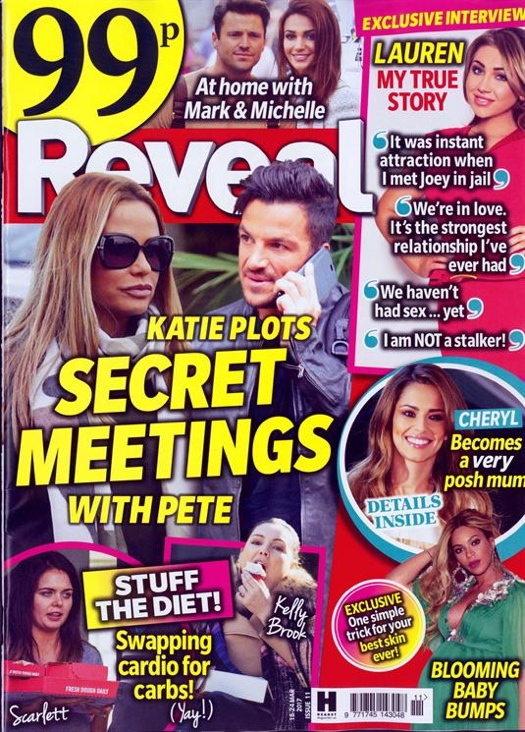 99p
At home with
Mark & Michelle
EXCLUSIVE INTERVIEW
LAUREN
MY TRUE
STORY
Reveal
It was instant
attraction when
I met Joey in jail
We're in love.
It's the strongest
relationship I've
ever had
We haven't
had sex ... yet
I am NOT a stalker!
KATIE PLOTS
SECRET
MEETINGS
WITH PETE
CHERYL
Becomes
a very
posh mum
DETAILS
INSIDE
STUFF
THE DIET!
Swapping
cardio for
carbs!
(Yay!)
Scarlett
FRESH DOUGH DAILY
Kelly
Brook
EXCLUSIVE
One simple
trick for your
best skin
ever!
BLOOMING
BABY
BUMPS
18-24 MAR
2017
ISSUE 11
H
HEARST
11>
9 771745 143048